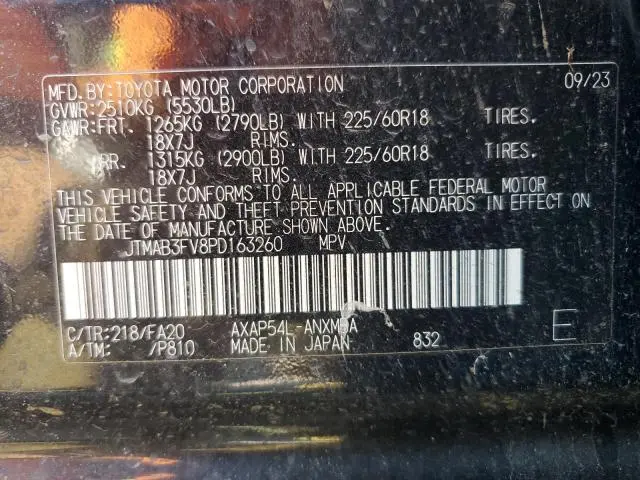 MFD.BY:TOYOTA MOTOR CORPORATION 09/23
GVWR:2510KG (5530LB)
GAWR:FRT. 1265KG (2790LB) WITH 225/60R18 TIRES.
18X7J RIMS.
RR. 1315KG (2900LB) WITH 225/60R18 TIRES.
18X7J RIMS.
THIS VEHICLE CONFORMS TO ALL APPLICABLE FEDERAL MOTOR
VEHICLE SAFETY AND THEFT PREVENTION STANDARDS IN EFFECT ON
THE DATE OF MANUFACTURE SHOWN ABOVE.
JTMAB3FV8PD163260 MPV
C/TR:218/FA20 E
A/TM: /P810 MADE IN JAPAN 832